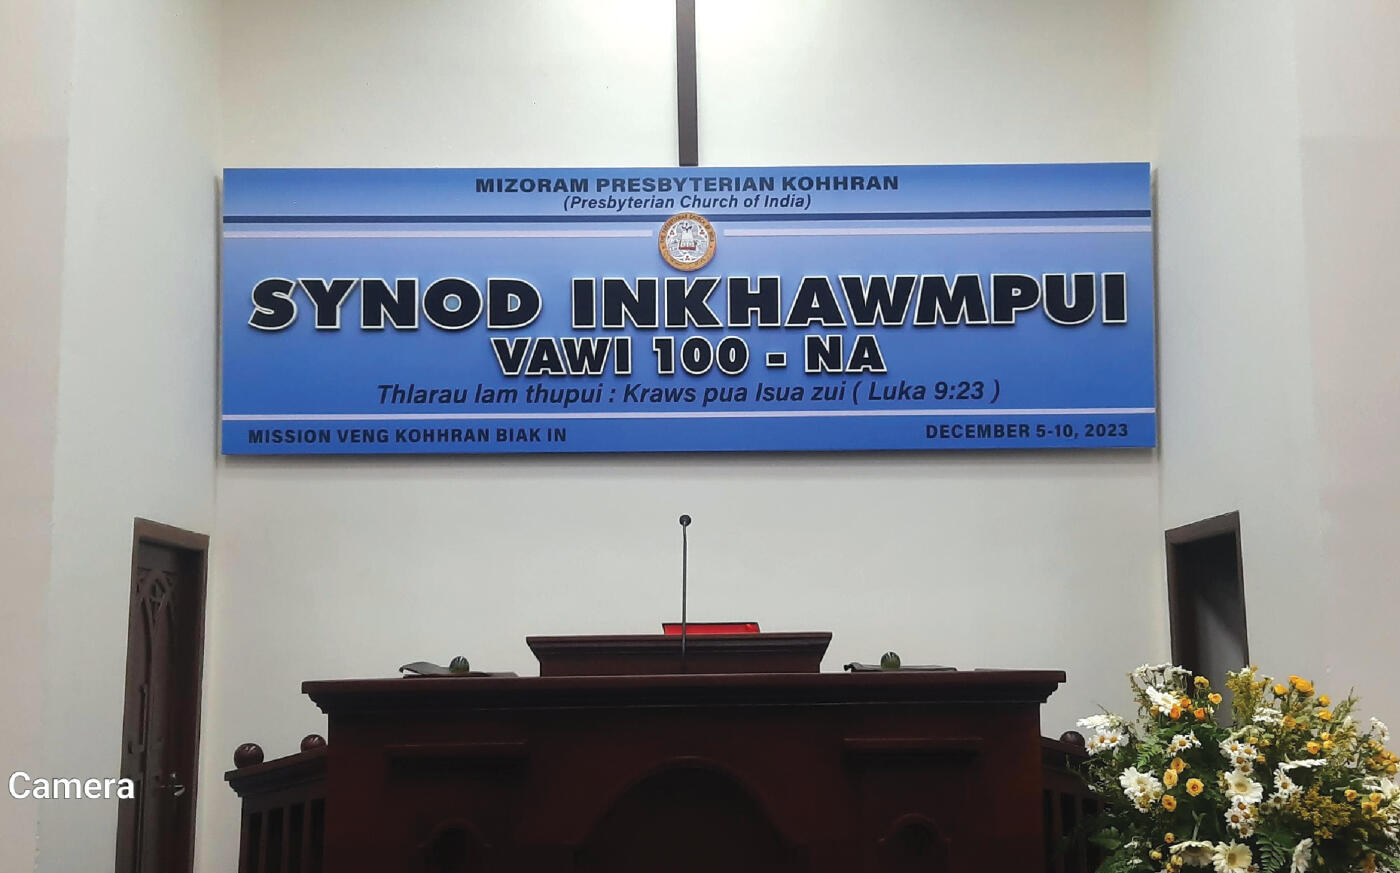 MIZORAM PRESBYTERIAN KOHHRAN
(Presbyterian Church of India)
SYNOD INKHAWMPUI
VAWI 100 - NA
Thlarau lam thupui : Kraws pua Isua zui ( Luka 9:23 )
MISSION VENG KOHHRAN BIAK IN
DECEMBER 5-10, 2023
Camera